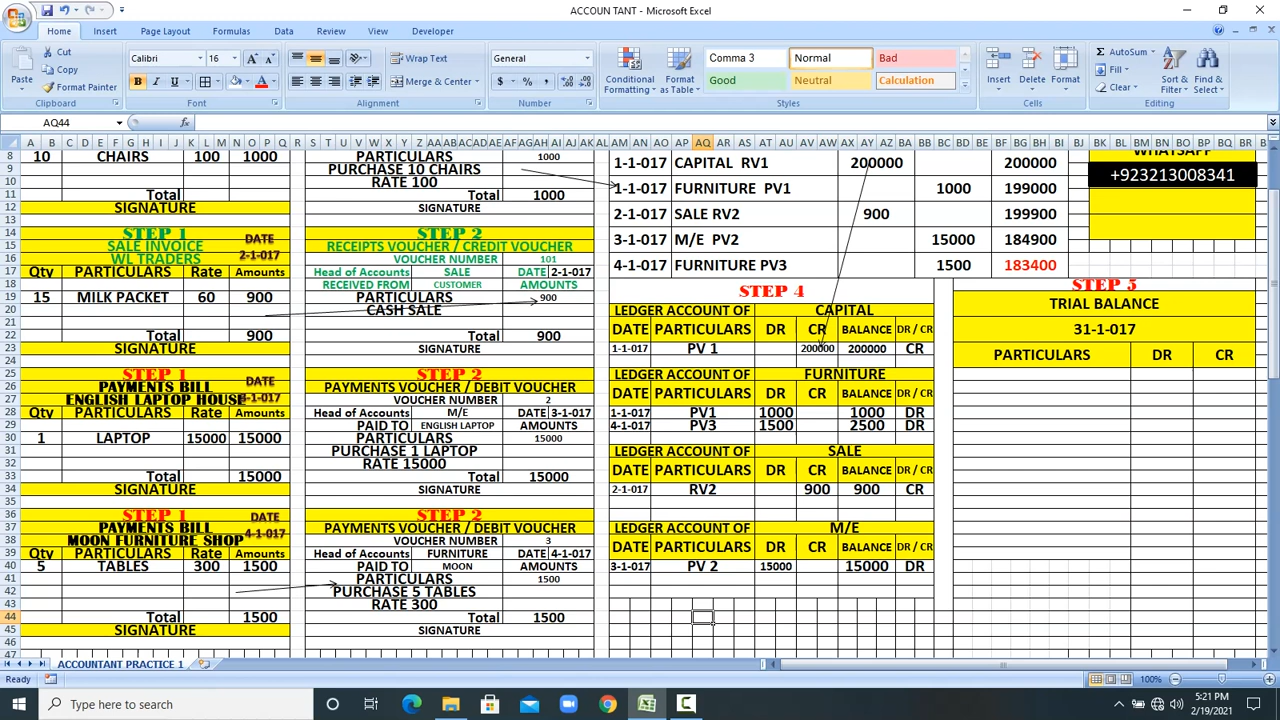 ACCOUN TANT - Microsoft Excel
Home Insert Page Layout Formulas Data Review View Developer
Paste Cut Copy Format Painter Clipboard
Calibri 16 Font
Wrap Text Merge & Center Alignment
General Number
Conditional Formatting Format as Table
Comma 3 Normal Bad
Good Neutral Calculation
Styles
Insert Delete Format Cells
AutoSum Fill Clear Sort & Filter Find & Select Editing
AQ44 fx
10 CHAIRS 100 1000
Total
SIGNATURE
STEP 1
SALE INVOICE DATE
WL TRADERS 2-1-017
Qty PARTICULARS Rate Amounts
15 MILK PACKET 60 900
Total 900
SIGNATURE
STEP 1
PAYMENTS BILL DATE
ENGLISH LAPTOP HOUSE 3-1-017
Qty PARTICULARS Rate Amounts
1 LAPTOP 15000 15000
Total 15000
SIGNATURE
STEP 1
PAYMENTS BILL DATE
MOON FURNITURE SHOP 4-1-017
Qty PARTICULARS Rate Amounts
5 TABLES 300 1500
Total 1500
SIGNATURE
PARTICULARS 1000
PURCHASE 10 CHAIRS
RATE 100
Total 1000
SIGNATURE
STEP 2
RECEIPTS VOUCHER / CREDIT VOUCHER
VOUCHER NUMBER 101
Head of Accounts SALE DATE 2-1-017
RECEIVED FROM CUSTOMER AMOUNTS
PARTICULARS 900
CASH SALE
Total 900
SIGNATURE
STEP 2
PAYMENTS VOUCHER / DEBIT VOUCHER
VOUCHER NUMBER 2
Head of Accounts M/E DATE 3-1-017
PAID TO ENGLISH LAPTOP AMOUNTS
PARTICULARS 15000
PURCHASE 1 LAPTOP
RATE 15000
Total 15000
SIGNATURE
STEP 2
PAYMENTS VOUCHER / DEBIT VOUCHER
VOUCHER NUMBER 3
Head of Accounts FURNITURE DATE 4-1-017
PAID TO MOON AMOUNTS
PARTICULARS 1500
PURCHASE 5 TABLES
RATE 300
Total 1500
SIGNATURE
1-1-017 CAPITAL RV1 200000 200000
1-1-017 FURNITURE PV1 1000 199000
2-1-017 SALE RV2 900 199900
3-1-017 M/E PV2 15000 184900
4-1-017 FURNITURE PV3 1500 183400
STEP 4
LEDGER ACCOUNT OF CAPITAL
DATE PARTICULARS DR CR BALANCE DR / CR
1-1-017 PV 1 200000 200000 CR
LEDGER ACCOUNT OF FURNITURE
DATE PARTICULARS DR CR BALANCE DR / CR
1-1-017 PV1 1000 1000 DR
4-1-017 PV3 1500 2500 DR
LEDGER ACCOUNT OF SALE
DATE PARTICULARS DR CR BALANCE DR / CR
2-1-017 RV2 900 900 CR
LEDGER ACCOUNT OF M/E
DATE PARTICULARS DR CR BALANCE DR / CR
3-1-017 PV 2 15000 15000 DR
WHATSAPP
+923213008341
STEP 5
TRIAL BALANCE
31-1-017
PARTICULARS DR CR
ACCOUNTANT PRACTICE 1
Ready 100%
Type here to search
5:21 PM
2/19/2021